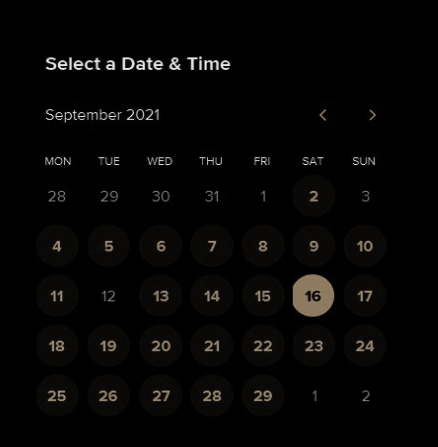 Select a Date & Time
September 2021
MON TUE WED THU FRI SAT SUN
28 29 30 31 1 2 3
4 5 6 7 8 9 10
11 12 13 14 15 16 17
18 19 20 21 22 23 24
25 26 27 28 29 1 2